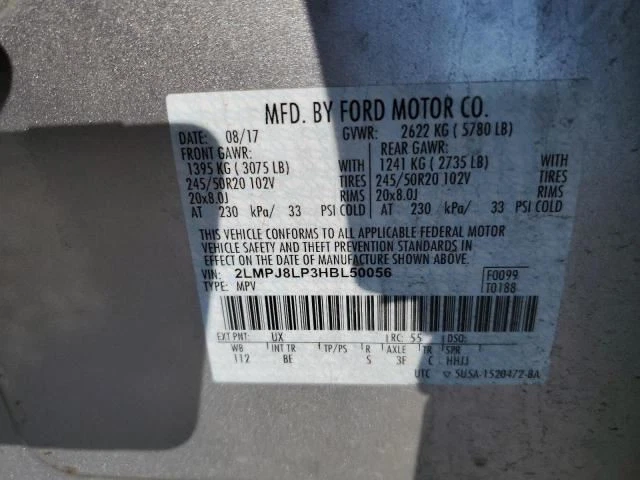 MFD. BY FORD MOTOR CO.
DATE: 08/17 GVWR: 2622 KG ( 5780 LB)
FRONT GAWR: REAR GAWR:
1395 KG ( 3075 LB) WITH 1241 KG ( 2735 LB) WITH
245/50R20 102V TIRES 245/50R20 102V TIRES
20x8.0J RIMS 20x8.0J RIMS
AT 230 kPa/ 33 PSI COLD AT 230 kPa/ 33 PSI COLD
THIS VEHICLE CONFORMS TO ALL APPLICABLE FEDERAL MOTOR
VEHICLE SAFETY AND THEFT PREVENTION STANDARDS IN
EFFECT ON THE DATE OF MANUFACTURE SHOWN ABOVE.
VIN: 2LMPJ8LP3HBL50056 F0099
TYPE: MPV T0188
EXT PNT: UX RC: 55 DSO:
WB INT TR TP/PS R AXLE TR SPR
112 BE S 3F C HHJJ
UTC 5U5A-1520472-BA